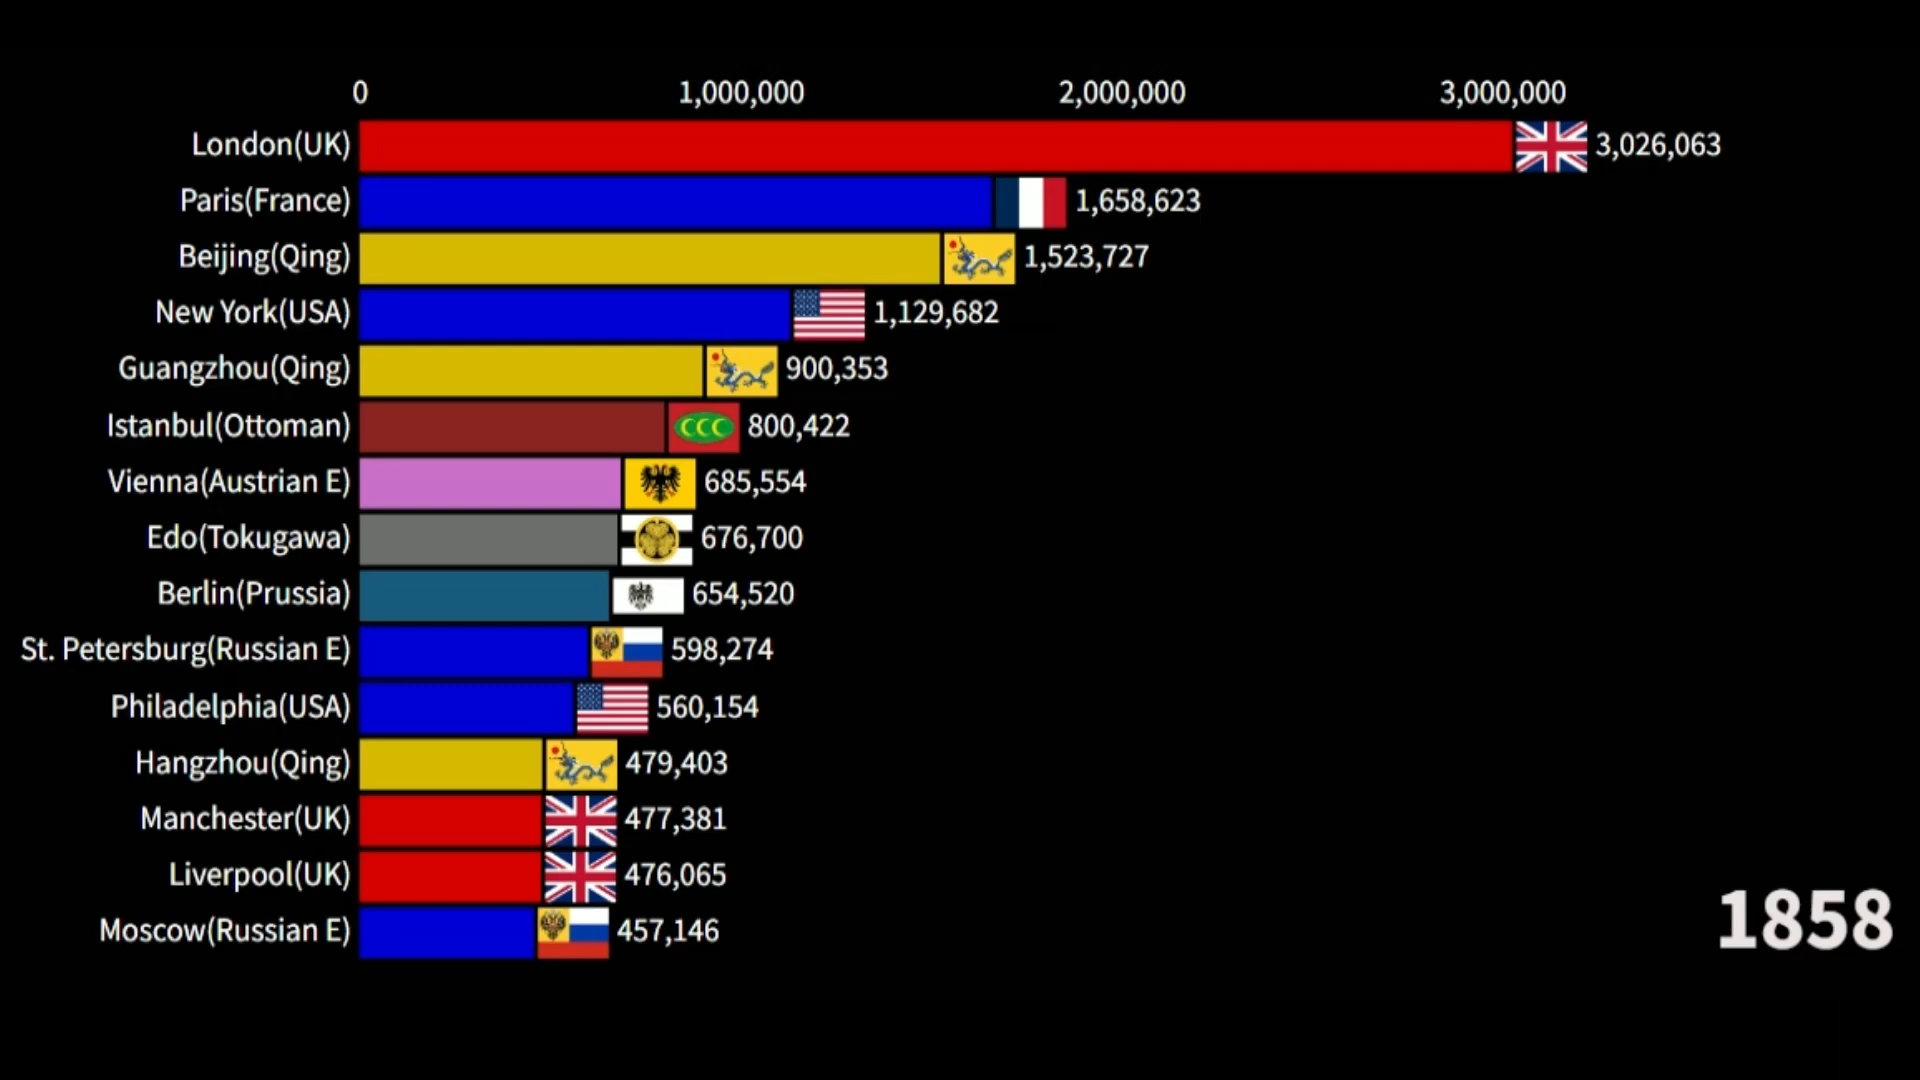 0 1,000,000 2,000,000 3,000,000
London(UK) 3,026,063
Paris(France) 1,658,623
Beijing(Qing) 1,523,727
New York(USA) 1,129,682
Guangzhou(Qing) 900,353
Istanbul(Ottoman) 800,422
Vienna(Austrian E) 685,554
Edo(Tokugawa) 676,700
Berlin(Prussia) 654,520
St. Petersburg(Russian E) 598,274
Philadelphia(USA) 560,154
Hangzhou(Qing) 479,403
Manchester(UK) 477,381
Liverpool(UK) 476,065
Moscow(Russian E) 457,146
1858